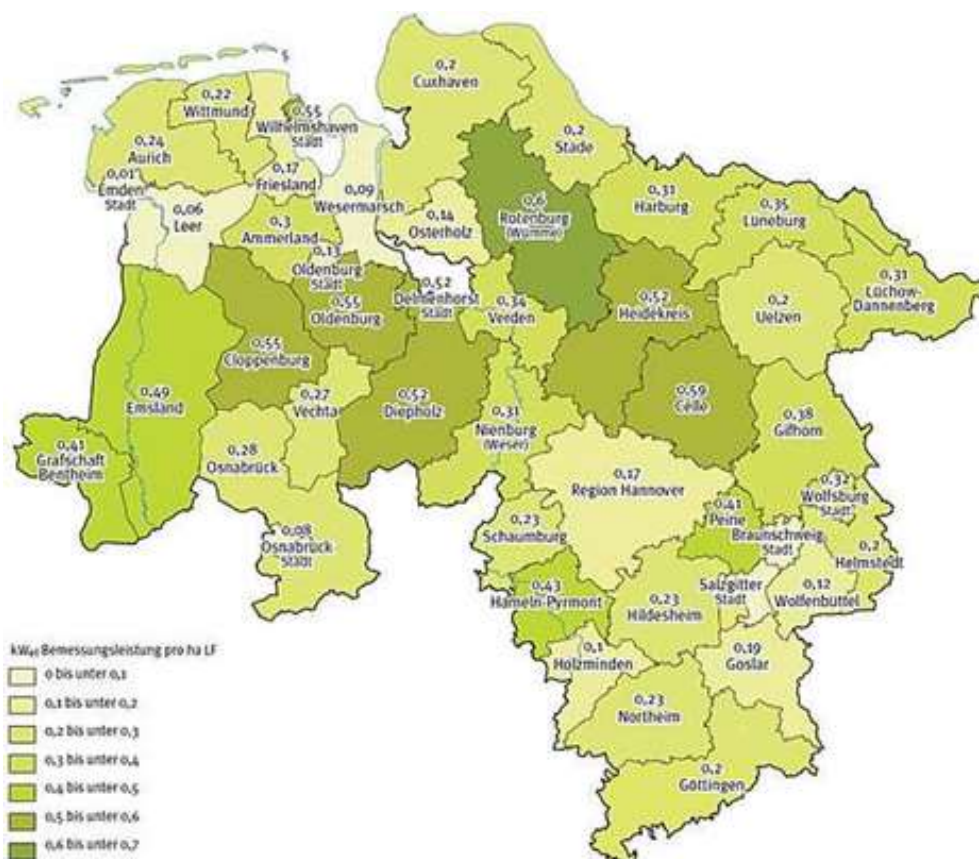 0,2
Cuxhaven
0,22
Wittmund
0,55
Wilhelmshaven
Stadt
0,2
Stade
0,24
Aurich
0,01
Emden
Stadt
0,17
Friesland
0,09
Wesermarsch
0,6
Rotenburg
(Wümme)
0,31
Harburg
0,06
Leer
0,14
Osterholz
0,35
Lüneburg
0,3
Ammerland
0,13
Oldenburg
Stadt
0,52
Delmenhorst
Stadt
0,31
Lüchow-
Dannenberg
0,55
Oldenburg
0,34
Verden
0,52
Heidekreis
0,2
Uelzen
0,55
Cloppenburg
0,49
Emsland
0,27
Vechta
0,52
Diepholz
0,31
Nienburg
(Weser)
0,59
Celle
0,38
Gifhorn
0,41
Grafschaft
Bentheim
0,28
Osnabrück
0,17
Region Hannover
0,32
Wolfsburg
Stadt
0,41
Peine
Braunschweig
Stadt
0,23
Schaumburg
0,08
Osnabrück
Stadt
0,2
Helmstedt
0,43
Hameln-Pyrmont
0,23
Hildesheim
Salzgitter
Stadt
0,12
Wolfenbüttel
0,1
Holzminden
0,19
Goslar
0,23
Northeim
0,2
Göttingen
kWel Bemessungsleistung pro ha LF
0 bis unter 0,1
0,1 bis unter 0,2
0,2 bis unter 0,3
0,3 bis unter 0,4
0,4 bis unter 0,5
0,5 bis unter 0,6
0,6 bis unter 0,7